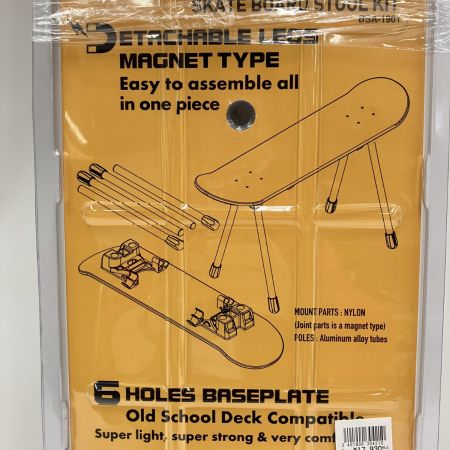 SKATE BOARD STOOL KIT
BSA-1901
DETACHABLE LEGS
MAGNET TYPE
Easy to assemble all
in one piece
MOUNT PARTS : NYLON
(Joint parts is a magnet type)
POLES : Aluminum alloy tubes
6 HOLES BASEPLATE
Old School Deck Compatible
Super light, super strong & very